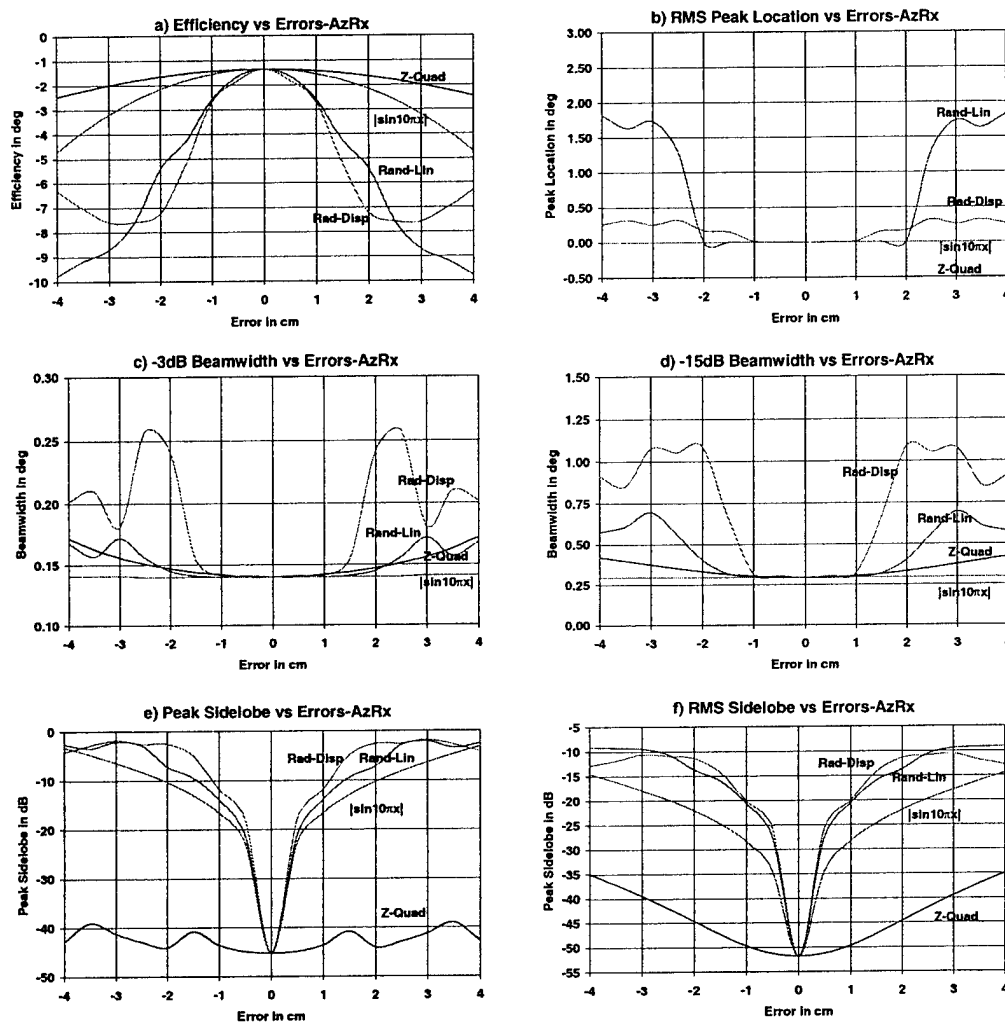 a) Efficiency vs Errors-AzRx
Efficiency in deg
0
-1
-2
-3
-4
-5
-6
-7
-8
-9
-10
Z-Quad
|sin10πx|
Rand-Lin
Rad-Disp
-4 -3 -2 -1 0 1 2 3 4
Error in cm
b) RMS Peak Location vs Errors-AzRx
Peak Location in deg
3.00
2.50
2.00
1.50
1.00
0.50
0.00
-0.50
Rand-Lin
Rad-Disp
|sin10πx|
Z-Quad
-4 -3 -2 -1 0 1 2 3 4
Error in cm
c) -3dB Beamwidth vs Errors-AzRx
Beamwidth in deg
0.30
0.25
0.20
0.15
0.10
Rad-Disp
Rand-Lin
Z-Quad
|sin10πx|
-4 -3 -2 -1 0 1 2 3 4
Error in cm
d) -15dB Beamwidth vs Errors-AzRx
Beamwidth in deg
1.50
1.25
1.00
0.75
0.50
0.25
0.00
Rad-Disp
Rand-Lin
Z-Quad
|sin10πx|
-4 -3 -2 -1 0 1 2 3 4
Error in cm
e) Peak Sidelobe vs Errors-AzRx
Peak Sidelobe in dB
0
-10
-20
-30
-40
-50
Rad-Disp
Rand-Lin
|sin10πx|
Z-Quad
-4 -3 -2 -1 0 1 2 3 4
Error in cm
f) RMS Sidelobe vs Errors-AzRx
Peak Sidelobe in dB
-5
-10
-15
-20
-25
-30
-35
-40
-45
-50
-55
Rad-Disp
Rand-Lin
|sin10πx|
Z-Quad
-4 -3 -2 -1 0 1 2 3 4
Error in cm